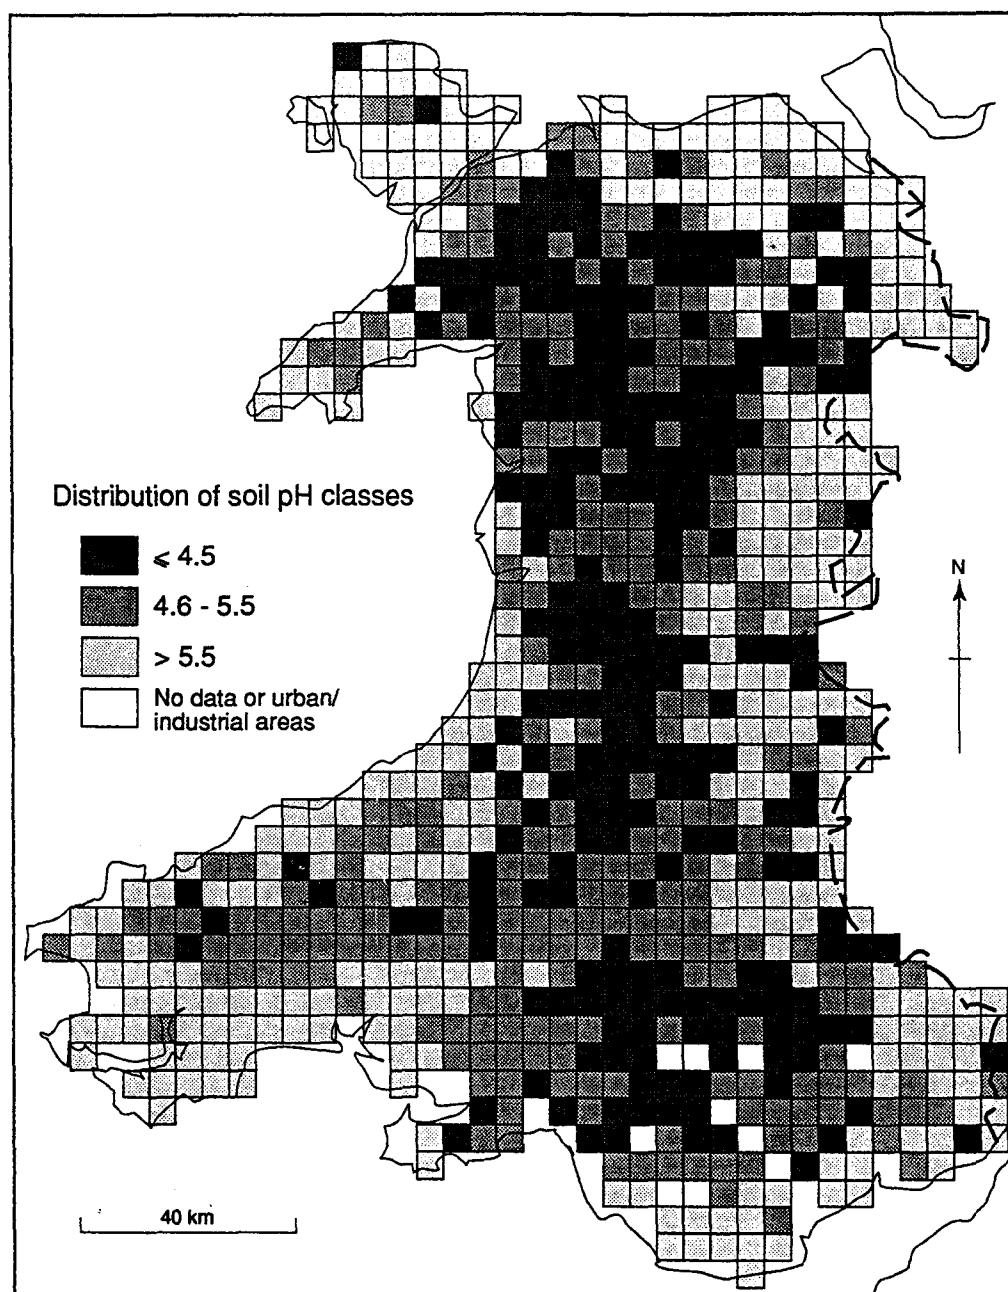 Distribution of soil pH classes
⩽ 4.5
4.6 - 5.5
> 5.5
No data or urban/
industrial areas
N
40 km